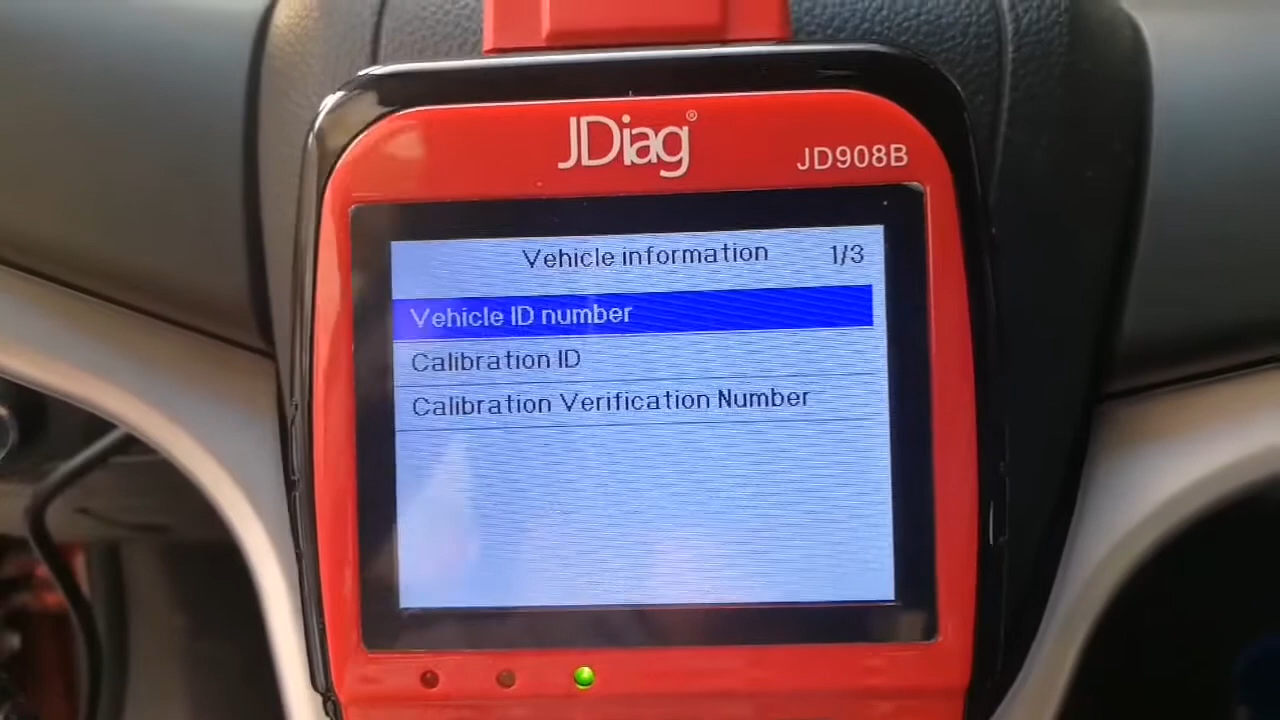 JDiag®
JD908B
Vehicle information 1/3
Vehicle ID number
Calibration ID
Calibration Verification Number